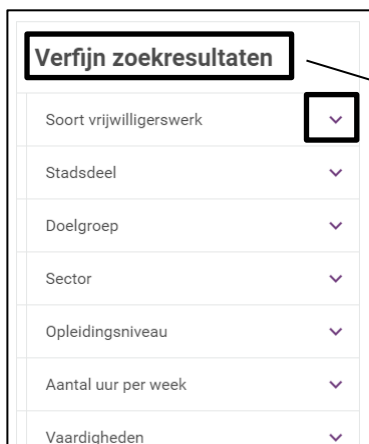 Verfijn zoekresultaten
Soort vrijwilligerswerk
Stadsdeel
Doelgroep
Sector
Opleidingsniveau
Aantal uur per week
Vaardigheden